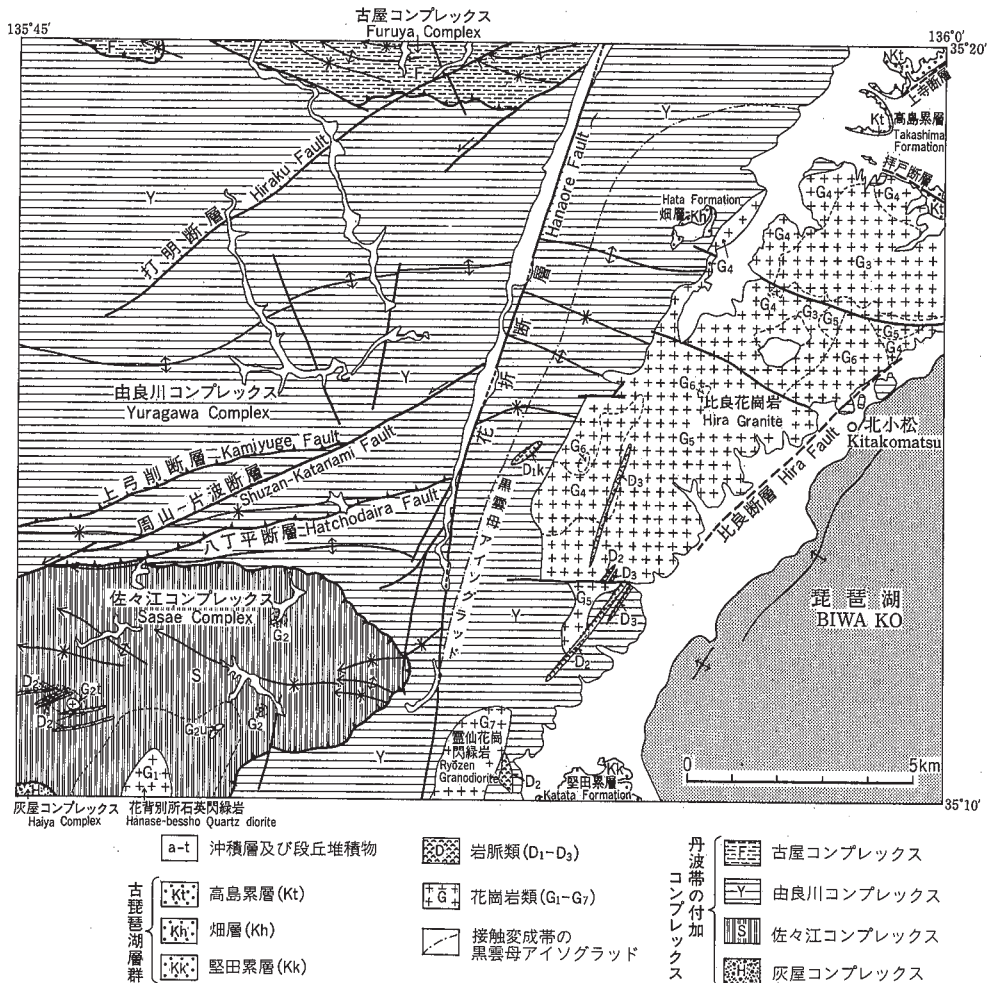 古屋コンプレックス
Furuya Complex
135°45′
136°0′
35°20′
F
F
Kt
上寺断層
Kt
高島累層
Takashima
Formation
拝戸断層
Kt
Y
Hanaore Fault
花折断層
打明断層 Hiraku Fault
Y
Hata Formation
畑層
Kh
G4
G4
G4
G3
G4
G4
G3
G5
G5
G4
G6
由良川コンプレックス
Yuragawa Complex
Y
G6
比良花崗岩
Hira Granite
G5
北小松
Kitakomatsu
比良断層 Hira Fault
上弓削断層 Kamiyuge Fault
周山-片波断層
Shuzan-Katanami Fault
八丁平断層-Hatchodaira Fault
D1k
黒雲母アイソグラッド
G6
G4
D3
D2
D3
G5
D3
D2
Y
琵琶湖
BIWA KO
佐々江コンプレックス
Sasae Complex
G2
S
D2
G2t
D2
G2u
G2
G1
Y
G7
霊仙花崗
閃緑岩
Ryōzen
Granodiorite
D2
Kk
堅田累層
Katata Formation
0
5km
35°10′
灰屋コンプレックス
Haiya Complex
花背別所石英閃緑岩
Hanase-bessho Quartz diorite
a-t
沖積層及び段丘堆積物
古琵琶湖層群
Kt
高島累層(Kt)
Kh
畑層(Kh)
Kk
堅田累層(Kk)
D
岩脈類(D1-D3)
G
花崗岩類(G1-G7)
接触変成帯の
黒雲母アイソグラッド
丹波帯の付加
コンプレックス
F
古屋コンプレックス
Y
由良川コンプレックス
S
佐々江コンプレックス
H
灰屋コンプレックス